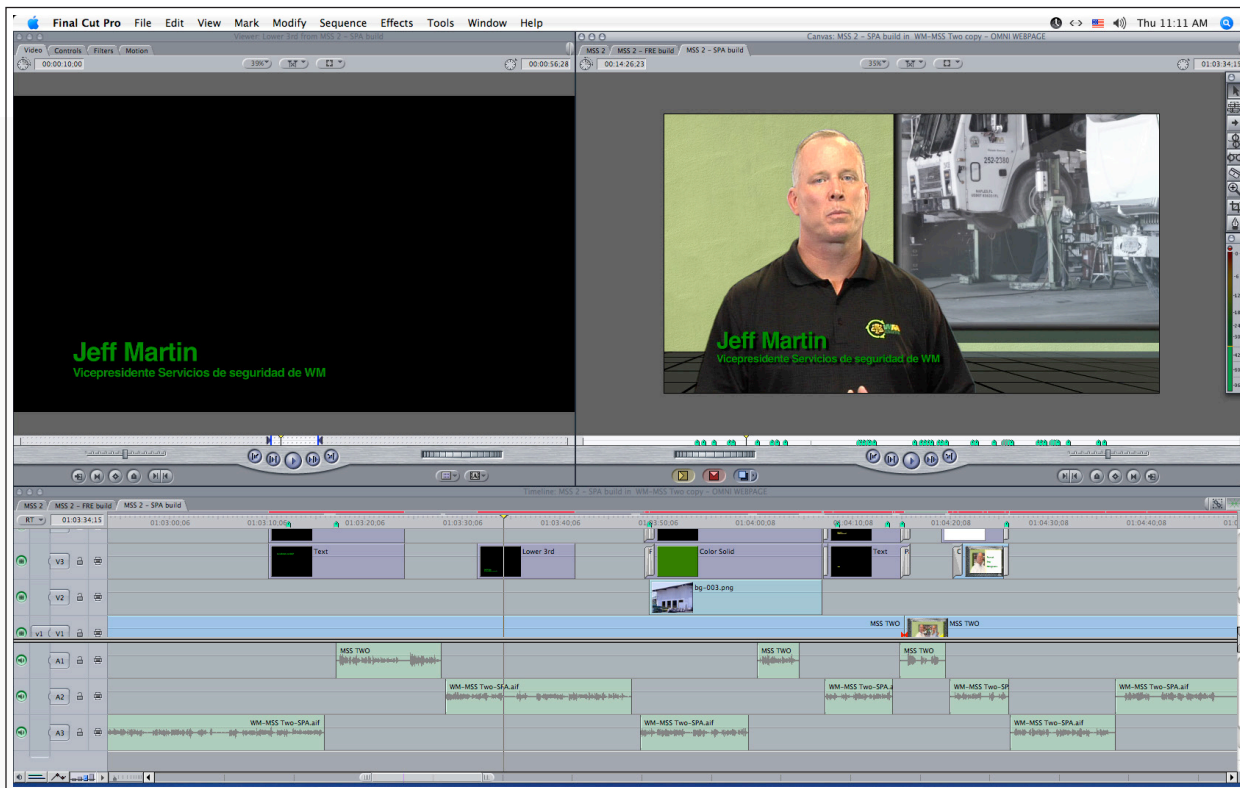 Final Cut Pro File Edit View Mark Modify Sequence Effects Tools Window Help Thu 11:11 AM
Viewer: Lower 3rd from MSS 2 – SPA build
Video Controls Filters Motion
00:00:10;00 39% 00:00:56;28
Jeff Martin
Vicepresidente Servicios de seguridad de WM
Canvas: MSS 2 – SPA build in WM-MSS Two copy – OMNI WEBPAGE
MSS 2 MSS 2 – FRE build MSS 2 – SPA build
00:14:26;23 35% 01:03:34;15
252-2380
Jeff Martin
Vicepresidente Servicios de seguridad de WM
Timeline: MSS 2 – SPA build in WM-MSS Two copy – OMNI WEBPAGE
MSS 2 MSS 2 – FRE build MSS 2 – SPA build
RT 01:03:34;15 01:03:00;06 01:03:10;06 01:03:20;06 01:03:30;06 01:03:40;06 01:03:50;06 01:04:00;08 01:04:10;08 01:04:20;08 01:04:30;08 01:04:40;08
V3 Text Lower 3rd Color Solid Text
V2 bg-003.png
v1 V1 MSS TWO MSS TWO
A1 MSS TWO MSS TWO MSS TWO
A2 WM-MSS Two-SPA.aif WM-MSS Two-SPA.a WM-MSS Two-SP WM-MSS Two-SPA.aif
A3 WM-MSS Two-SPA.aif WM-MSS Two-SPA.aif WM-MSS Two-SPA.aif